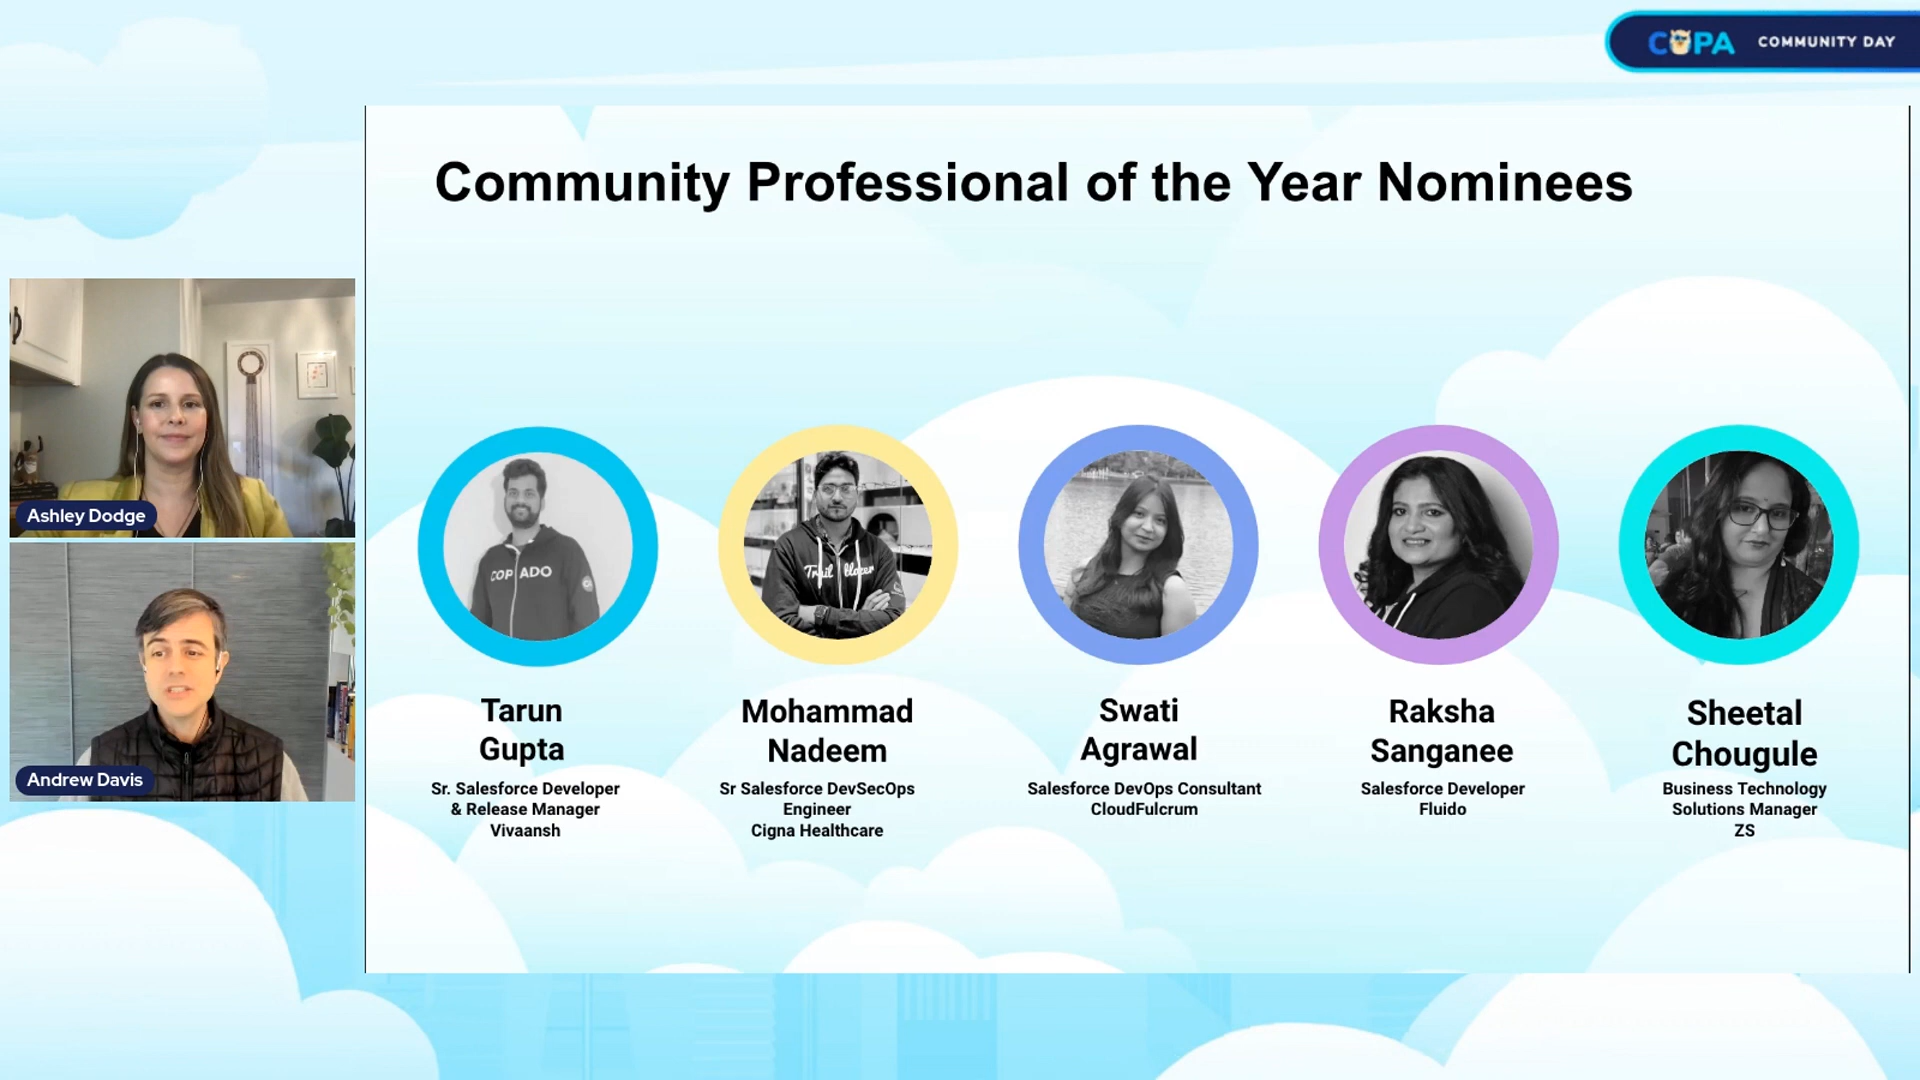 COPA COMMUNITY DAY
Community Professional of the Year Nominees
Ashley Dodge
Andrew Davis
COPADO
Trailblazer
Tarun
Gupta
Sr. Salesforce Developer
& Release Manager
Vivaansh
Mohammad
Nadeem
Sr Salesforce DevSecOps
Engineer
Cigna Healthcare
Swati
Agrawal
Salesforce DevOps Consultant
CloudFulcrum
Raksha
Sanganee
Salesforce Developer
Fluido
Sheetal
Chougule
Business Technology
Solutions Manager
ZS